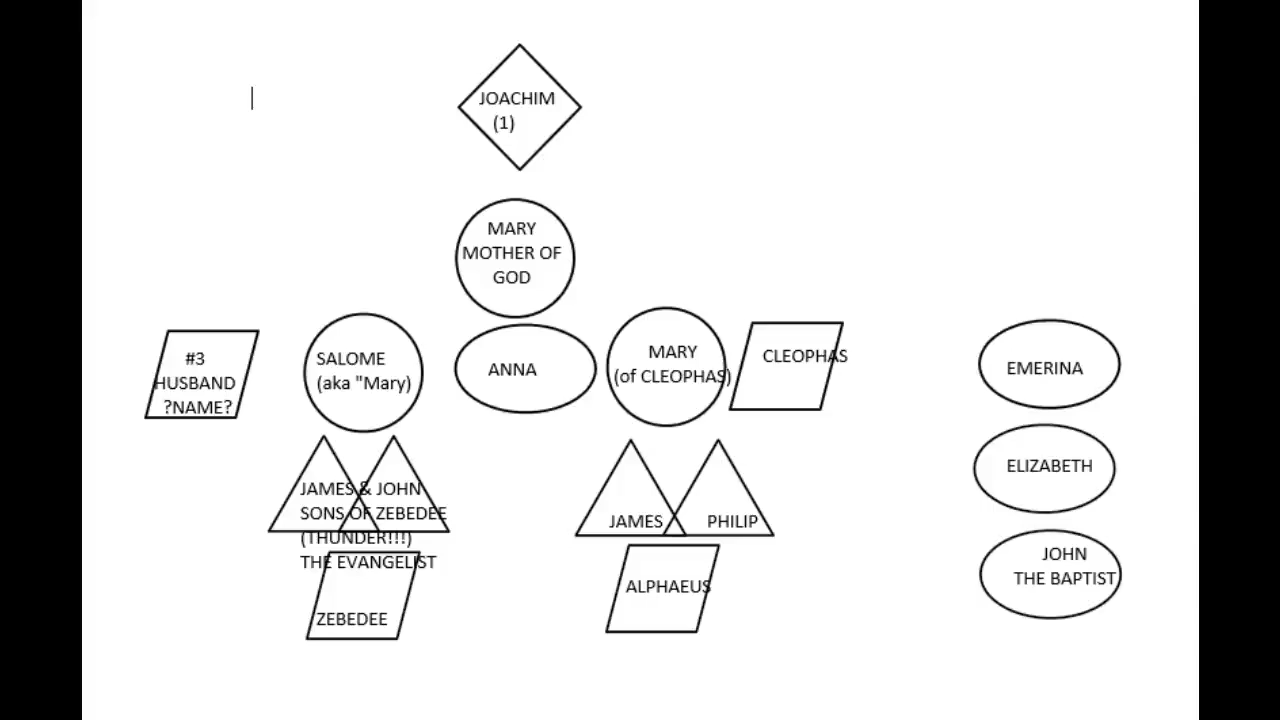 JOACHIM
(1)
MARY
MOTHER OF
GOD
#3
HUSBAND
?NAME?
SALOME
(aka "Mary)
ANNA
MARY
(of CLEOPHAS)
CLEOPHAS
EMERINA
JAMES & JOHN
SONS OF ZEBEDEE
(THUNDER!!!)
THE EVANGELIST
ZEBEDEE
JAMES
PHILIP
ALPHAEUS
ELIZABETH
JOHN
THE BAPTIST